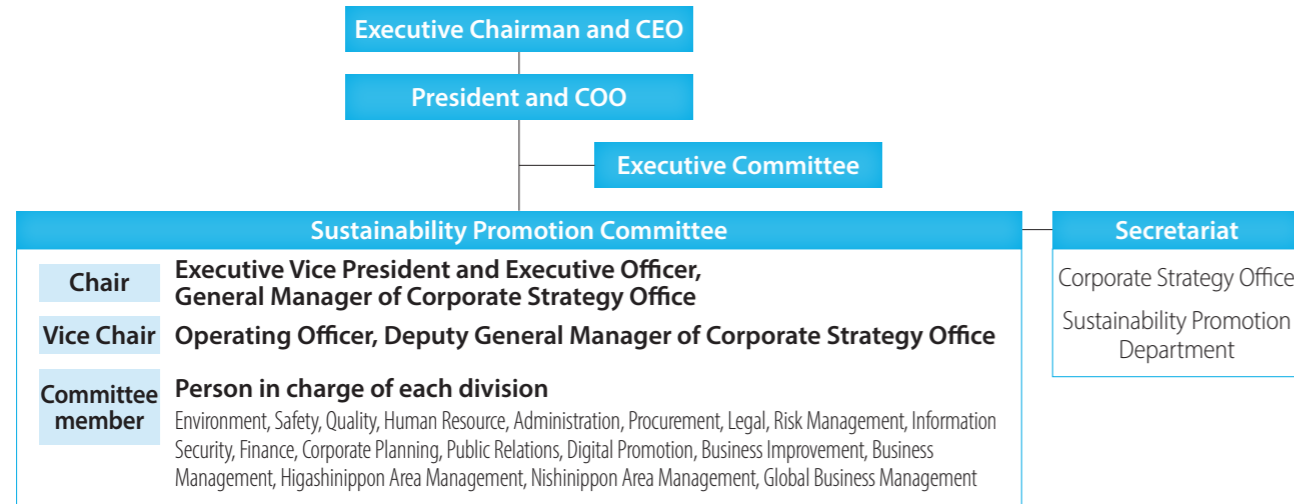 Executive Chairman and CEO
President and COO
Executive Committee
Sustainability Promotion Committee
Chair
Executive Vice President and Executive Officer,
General Manager of Corporate Strategy Office
Vice Chair
Operating Officer, Deputy General Manager of Corporate Strategy Office
Committee
member
Person in charge of each division
Environment, Safety, Quality, Human Resource, Administration, Procurement, Legal, Risk Management, Information
Security, Finance, Corporate Planning, Public Relations, Digital Promotion, Business Improvement, Business
Management, Higashinippon Area Management, Nishinippon Area Management, Global Business Management
Secretariat
Corporate Strategy Office
Sustainability Promotion
Department